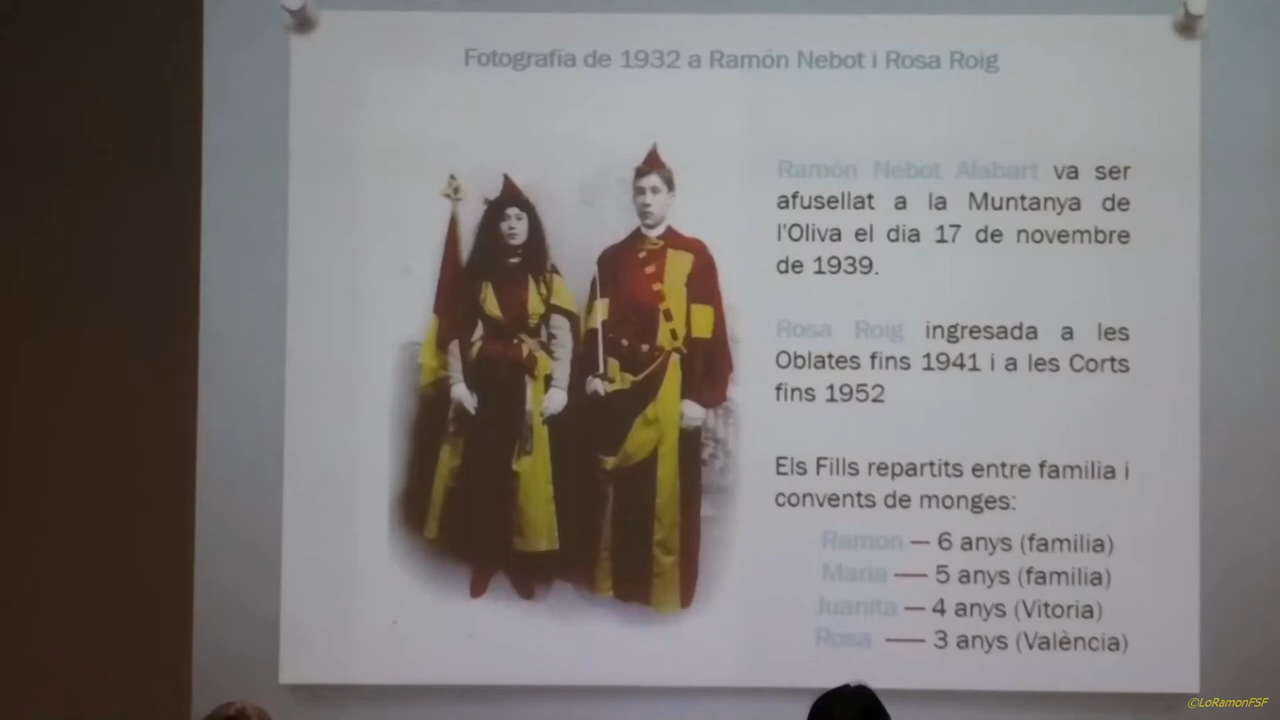 Fotografia de 1932 a Ramón Nebot i Rosa Roig
Ramón Nebot Alabart va ser
afusellat a la Muntanya de
l'Oliva el dia 17 de novembre
de 1939.
Rosa Roig ingresada a les
Oblates fins 1941 i a les Corts
fins 1952
Els Fills repartits entre familia i
convents de monges:
Ramon — 6 anys (familia)
Maria — 5 anys (familia)
Juanita — 4 anys (Vitoria)
Rosa — 3 anys (València)
©LoRamonFSF